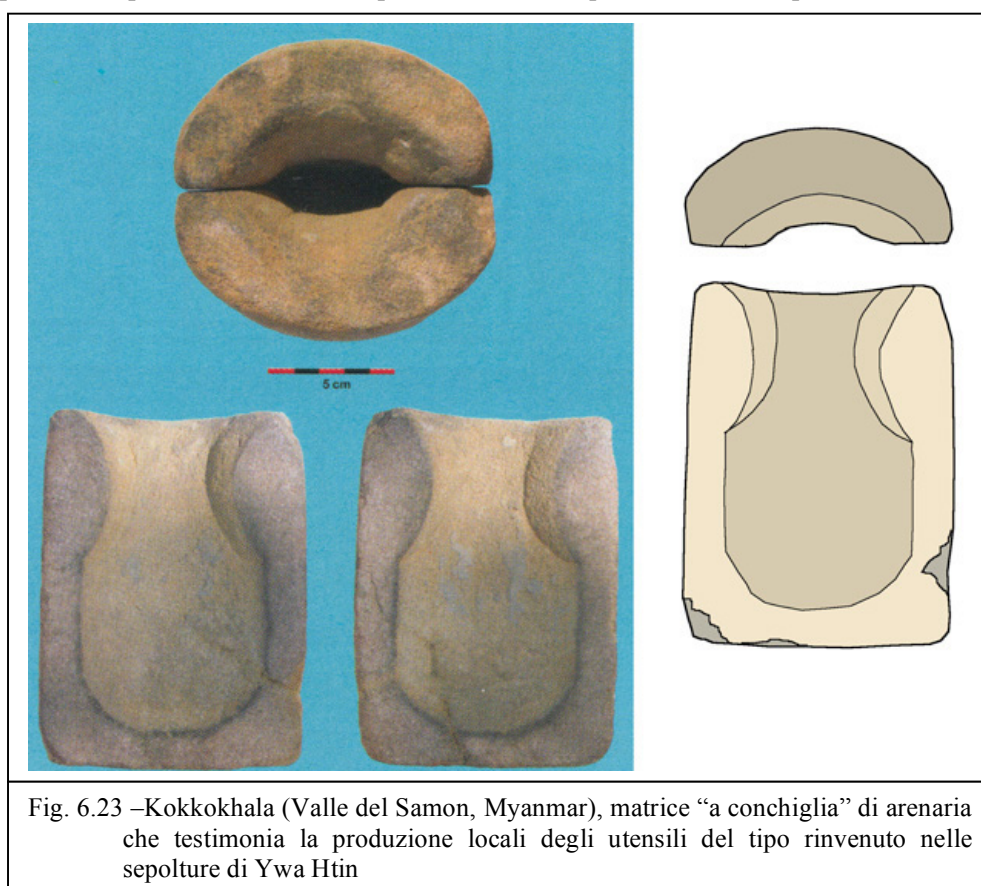 5 cm
Fig. 6.23 –Kokkokhala (Valle del Samon, Myanmar), matrice “a conchiglia” di arenaria
che testimonia la produzione locali degli utensili del tipo rinvenuto nelle
sepolture di Ywa Htin